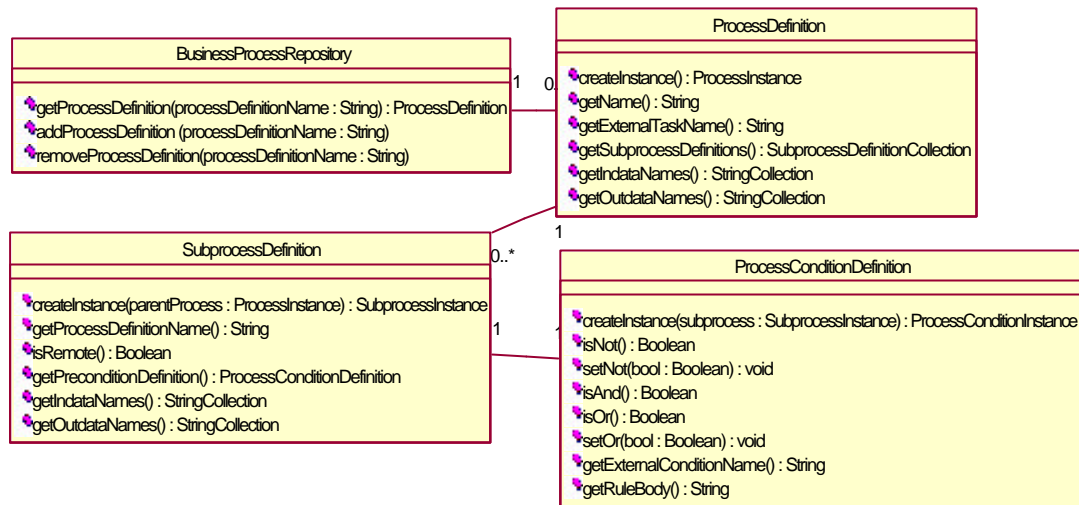 BusinessProcessRepository
getProcessDefinition(processDefinitionName : String) : ProcessDefinition
addProcessDefinition (processDefinitionName : String)
removeProcessDefinition(processDefinitionName : String)
1
0..
ProcessDefinition
createInstance() : ProcessInstance
getName() : String
getExternalTaskName() : String
getSubprocessDefinitions() : SubprocessDefinitionCollection
getIndataNames() : StringCollection
getOutdataNames() : StringCollection
1
0..*
SubprocessDefinition
createInstance(parentProcess : ProcessInstance) : SubprocessInstance
getProcessDefinitionName() : String
isRemote() : Boolean
getPreconditionDefinition() : ProcessConditionDefinition
getIndataNames() : StringCollection
getOutdataNames() : StringCollection
1
1
ProcessConditionDefinition
createInstance(subprocess : SubprocessInstance) : ProcessConditionInstance
isNot() : Boolean
setNot(bool : Boolean) : void
isAnd() : Boolean
isOr() : Boolean
setOr(bool : Boolean) : void
getExternalConditionName() : String
getRuleBody() : String